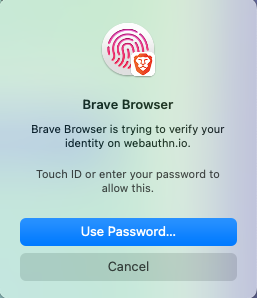 Brave Browser
Brave Browser is trying to verify your
identity on webauthn.io.
Touch ID or enter your password to
allow this.
Use Password...
Cancel